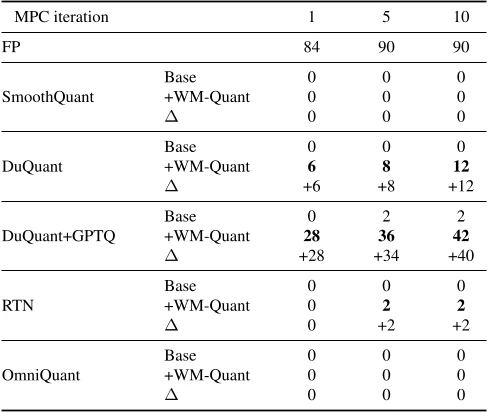 MPC iteration 1 5 10
FP 84 90 90
Base 0 0 0
SmoothQuant +WM-Quant 0 0 0
Δ 0 0 0
Base 0 0 0
DuQuant +WM-Quant 6 8 12
Δ +6 +8 +12
Base 0 2 2
DuQuant+GPTQ +WM-Quant 28 36 42
Δ +28 +34 +40
Base 0 0 0
RTN +WM-Quant 0 2 2
Δ 0 +2 +2
Base 0 0 0
OmniQuant +WM-Quant 0 0 0
Δ 0 0 0